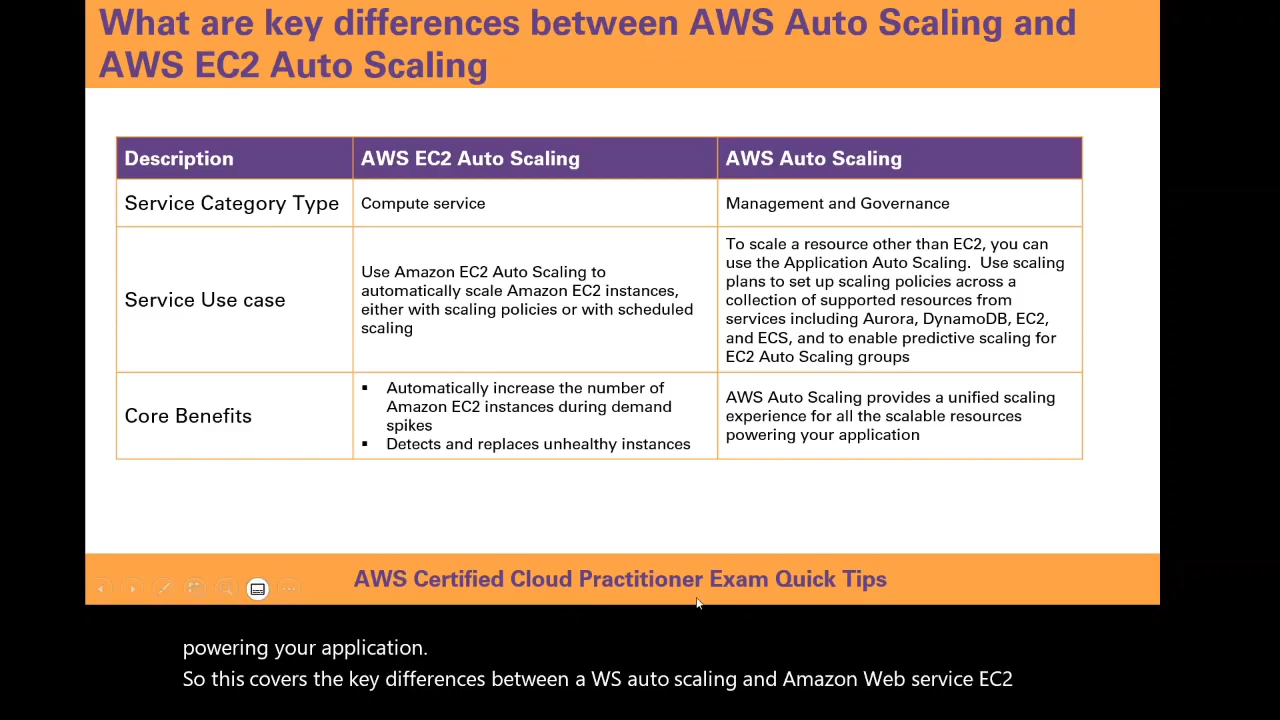 What are key differences between AWS Auto Scaling and
AWS EC2 Auto Scaling
Description
AWS EC2 Auto Scaling
AWS Auto Scaling
Service Category Type
Compute service
Management and Governance
Service Use case
Use Amazon EC2 Auto Scaling to
automatically scale Amazon EC2 instances,
either with scaling policies or with scheduled
scaling
To scale a resource other than EC2, you can
use the Application Auto Scaling.  Use scaling
plans to set up scaling policies across a
collection of supported resources from
services including Aurora, DynamoDB, EC2,
and ECS, and to enable predictive scaling for
EC2 Auto Scaling groups
Core Benefits
▪ Automatically increase the number of
Amazon EC2 instances during demand
spikes
▪ Detects and replaces unhealthy instances
AWS Auto Scaling provides a unified scaling
experience for all the scalable resources
powering your application
AWS Certified Cloud Practitioner Exam Quick Tips
powering your application.
So this covers the key differences between a WS auto scaling and Amazon Web service EC2